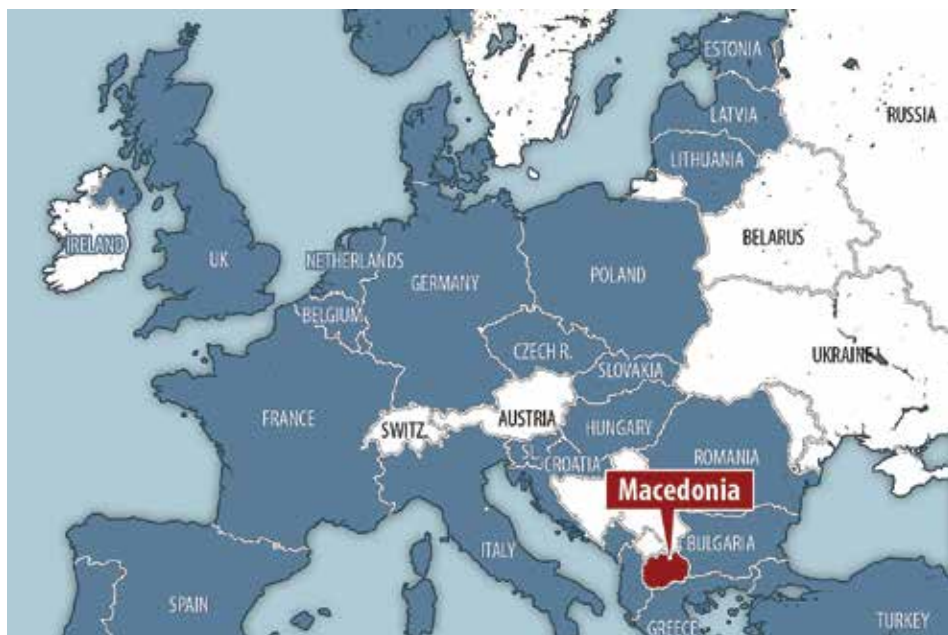 ESTONIA
RUSSIA
LATVIA
LITHUANIA
BELARUS
IRELAND
UK
NETHERLANDS
GERMANY
POLAND
BELGIUM
CZECH R.
UKRAINE
SLOVAKIA
FRANCE
SWITZ.
AUSTRIA
HUNGARY
SL.
CROATIA
ROMANIA
Macedonia
ITALY
BULGARIA
SPAIN
GREECE
TURKEY